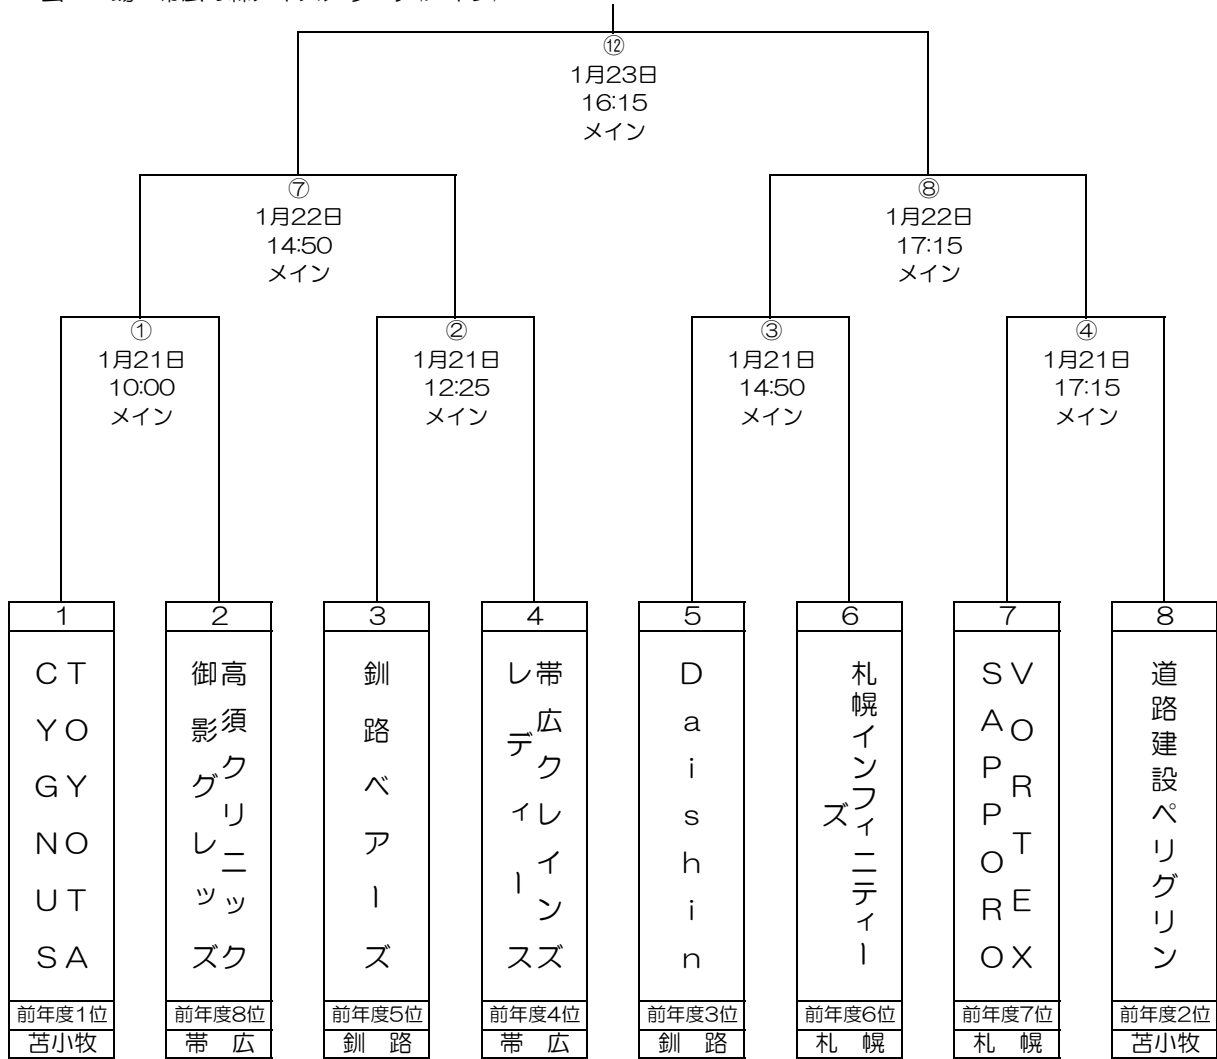 ⑫
1月23日
16:15
メイン
⑦
1月22日
14:50
メイン
⑧
1月22日
17:15
メイン
①
1月21日
10:00
メイン
②
1月21日
12:25
メイン
③
1月21日
14:50
メイン
④
1月21日
17:15
メイン
1
TOYOTA
CYGNUS
前年度1位
苫小牧
2
高須クリニック
御影グレッズ
前年度8位
帯 広
3
釧路ベアーズ
前年度5位
釧 路
4
帯広クレインズ
レディース
前年度4位
帯 広
5
Daishin
前年度3位
釧 路
6
札幌インフィニティー
ズ
前年度6位
札 幌
7
VORTEX
SAPPORO
前年度7位
札 幌
8
道路建設ペリグリン
前年度2位
苫小牧